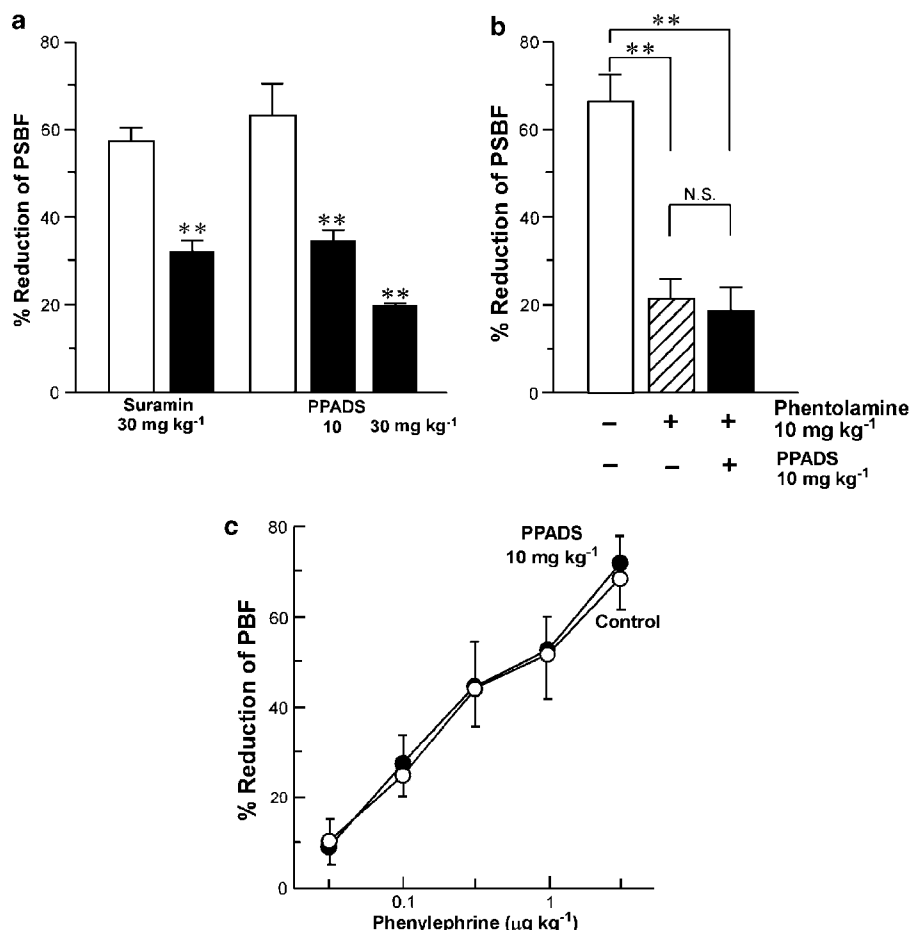 a
80
60
40
20
0
% Reduction of PSBF
**
**
**
Suramin
30 mg kg-1
PPADS
10 30 mg kg-1
b
80
60
40
20
0
% Reduction of PSBF
**
**
N.S.
− + + Phentolamine
10 mg kg-1
− − + PPADS
10 mg kg-1
c
80
60
40
20
0
% Reduction of PBF
PPADS
10 mg kg-1
Control
0.1 1
Phenylephrine (μg kg-1)